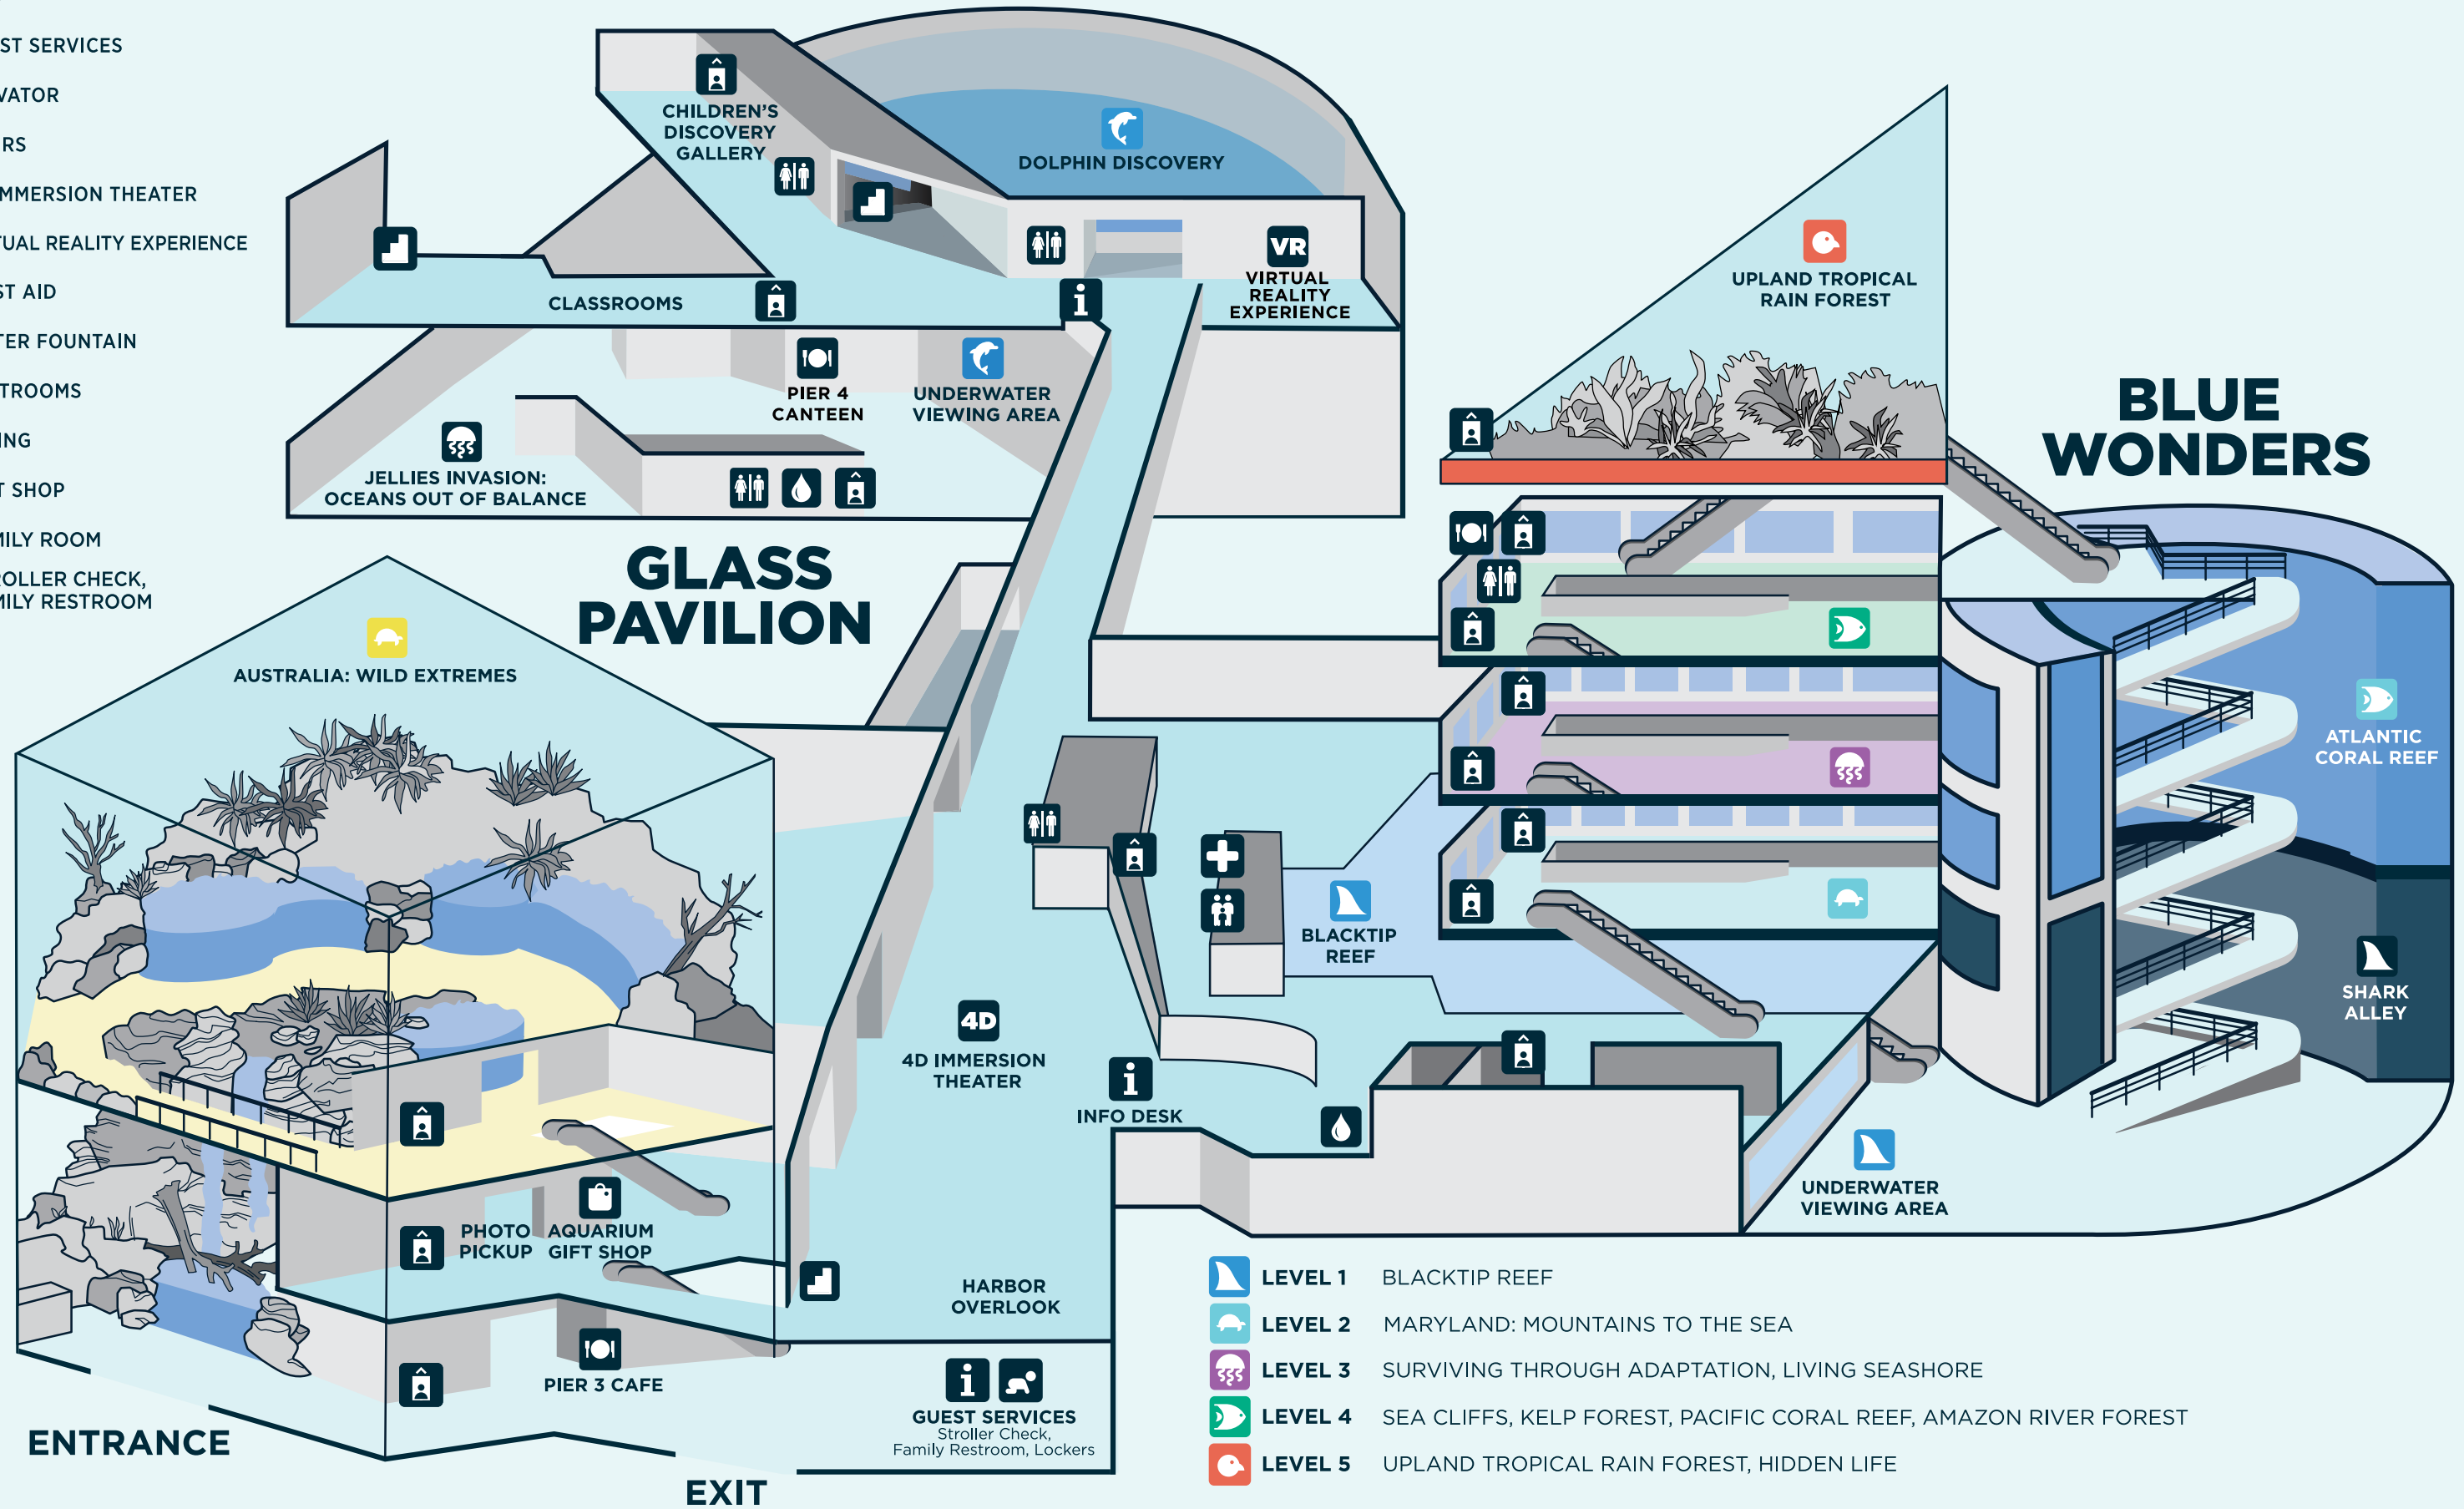 ST SERVICES
VATOR
RS
MMERSION THEATER
TUAL REALITY EXPERIENCE
ST AID
TER FOUNTAIN
TROOMS
ING
T SHOP
MILY ROOM
ROLLER CHECK,
MILY RESTROOM
CHILDREN'S
DISCOVERY
GALLERY
DOLPHIN DISCOVERY
VR
VIRTUAL
REALITY
EXPERIENCE
CLASSROOMS
i
PIER 4
CANTEEN
UNDERWATER
VIEWING AREA
JELLIES INVASION:
OCEANS OUT OF BALANCE
GLASS
PAVILION
UPLAND TROPICAL
RAIN FOREST
BLUE
WONDERS
AUSTRALIA: WILD EXTREMES
ATLANTIC
CORAL REEF
SHARK
ALLEY
BLACKTIP
REEF
4D
4D IMMERSION
THEATER
i
INFO DESK
UNDERWATER
VIEWING AREA
PHOTO
PICKUP
AQUARIUM
GIFT SHOP
HARBOR
OVERLOOK
PIER 3 CAFE
i
GUEST SERVICES
Stroller Check,
Family Restroom, Lockers
ENTRANCE
EXIT
LEVEL 1 BLACKTIP REEF
LEVEL 2 MARYLAND: MOUNTAINS TO THE SEA
LEVEL 3 SURVIVING THROUGH ADAPTATION, LIVING SEASHORE
LEVEL 4 SEA CLIFFS, KELP FOREST, PACIFIC CORAL REEF, AMAZON RIVER FOREST
LEVEL 5 UPLAND TROPICAL RAIN FOREST, HIDDEN LIFE